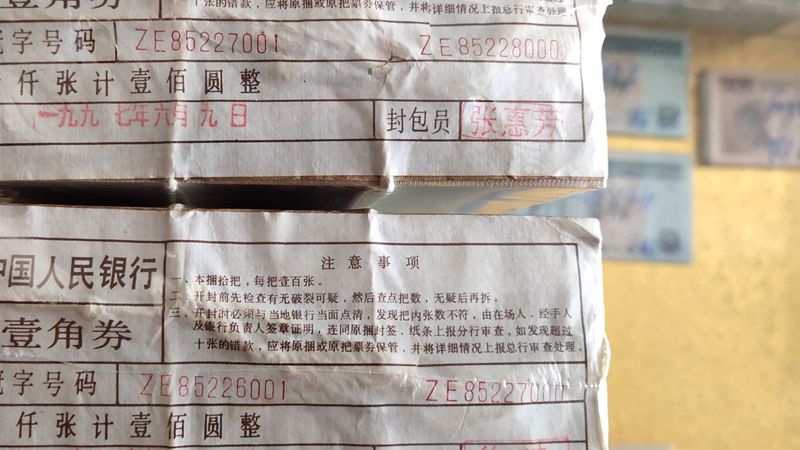 壹角券
十张的错款，应将原捆或原把票券保管，并将详细情况上报总行审查处理。
字号码 ZE85227001 ZE85228000
仟张计壹佰圆整
一九九七年六月九日 封包员 张惠芳
中国人民银行
注意事项
一、本捆拾把，每把壹百张。
二、开封前先检查有无破裂可疑，然后查点把数，无疑后再拆。
三、开封时必须与当地银行当面点清，发现把内张数不符，由在场人、经手人
及银行负责人签章证明，连同原捆封签、纸条上报分行审查。如发现超过
十张的错款，应将原捆或原把票券保管，并将详细情况上报总行审查处理。
壹角券
字号码 ZE85226001 ZE85227000
仟张计壹佰圆整